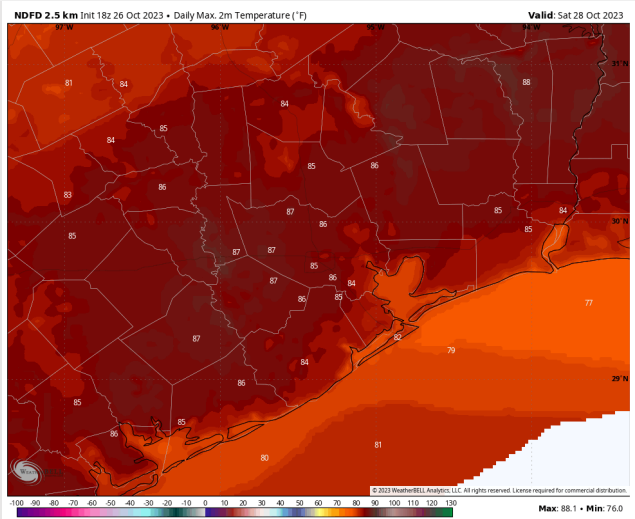 NDFD 2.5 km Init 18z 26 Oct 2023 • Daily Max. 2m Temperature (°F)
Valid: Sat 28 Oct 2023
97°W 96°W 95°W 94°W
31°N
81 84 88
84
85
84
85 86
86
83
87 85 84
86 85
30°N
85
87 87
85
87 86 84
86 85
77
87 82
79
84
29°N
86
85
85
86
81
80
© 2023 WeatherBELL Analytics, LLC. All rights reserved. License required for commercial distribution.
-100 -90 -80 -70 -60 -50 -40 -30 -20 -10 0 10 20 30 40 50 60 70 80 90 100 110 120 130
Max: 88.1 • Min: 76.0